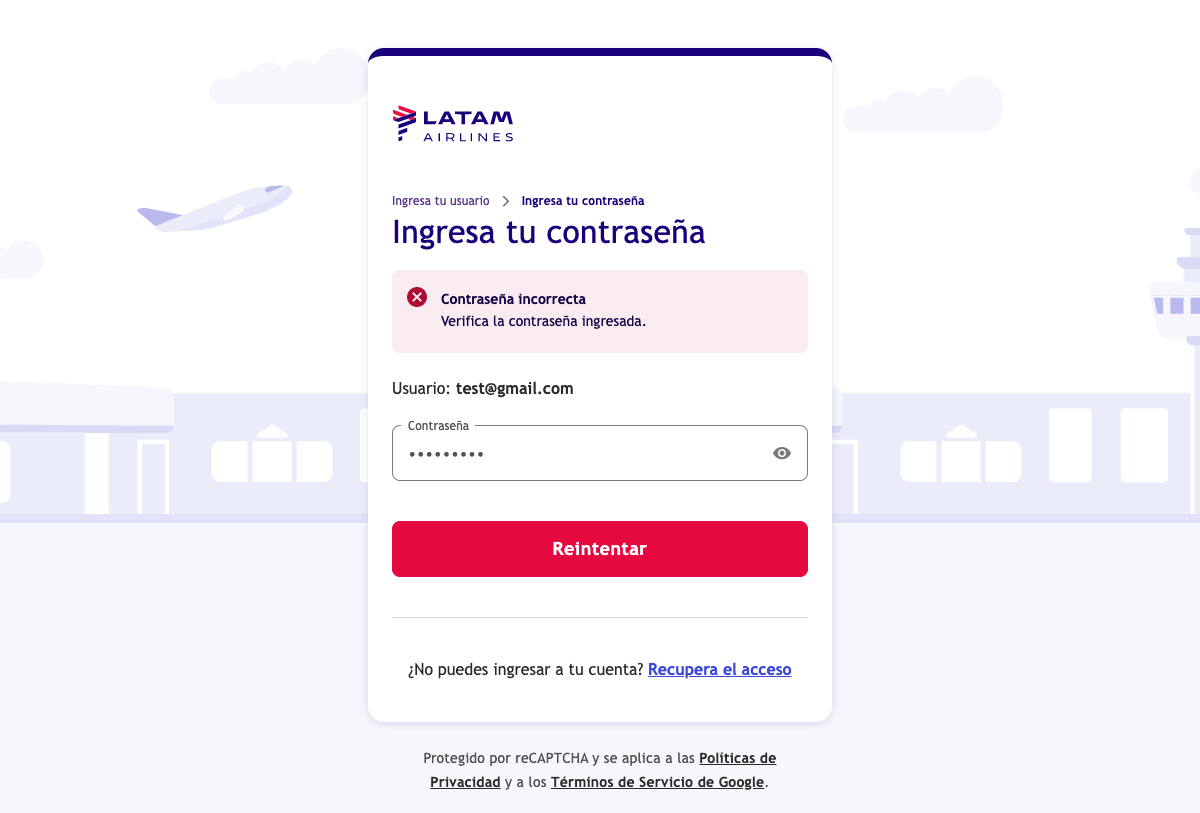 LATAM
AIRLINES
Ingresa tu usuario > Ingresa tu contraseña
Ingresa tu contraseña
Contraseña incorrecta
Verifica la contraseña ingresada.
Usuario: test@gmail.com
Contraseña
•••••••••
Reintentar
¿No puedes ingresar a tu cuenta? Recupera el acceso
Protegido por reCAPTCHA y se aplica a las Políticas de
Privacidad y a los Términos de Servicio de Google.